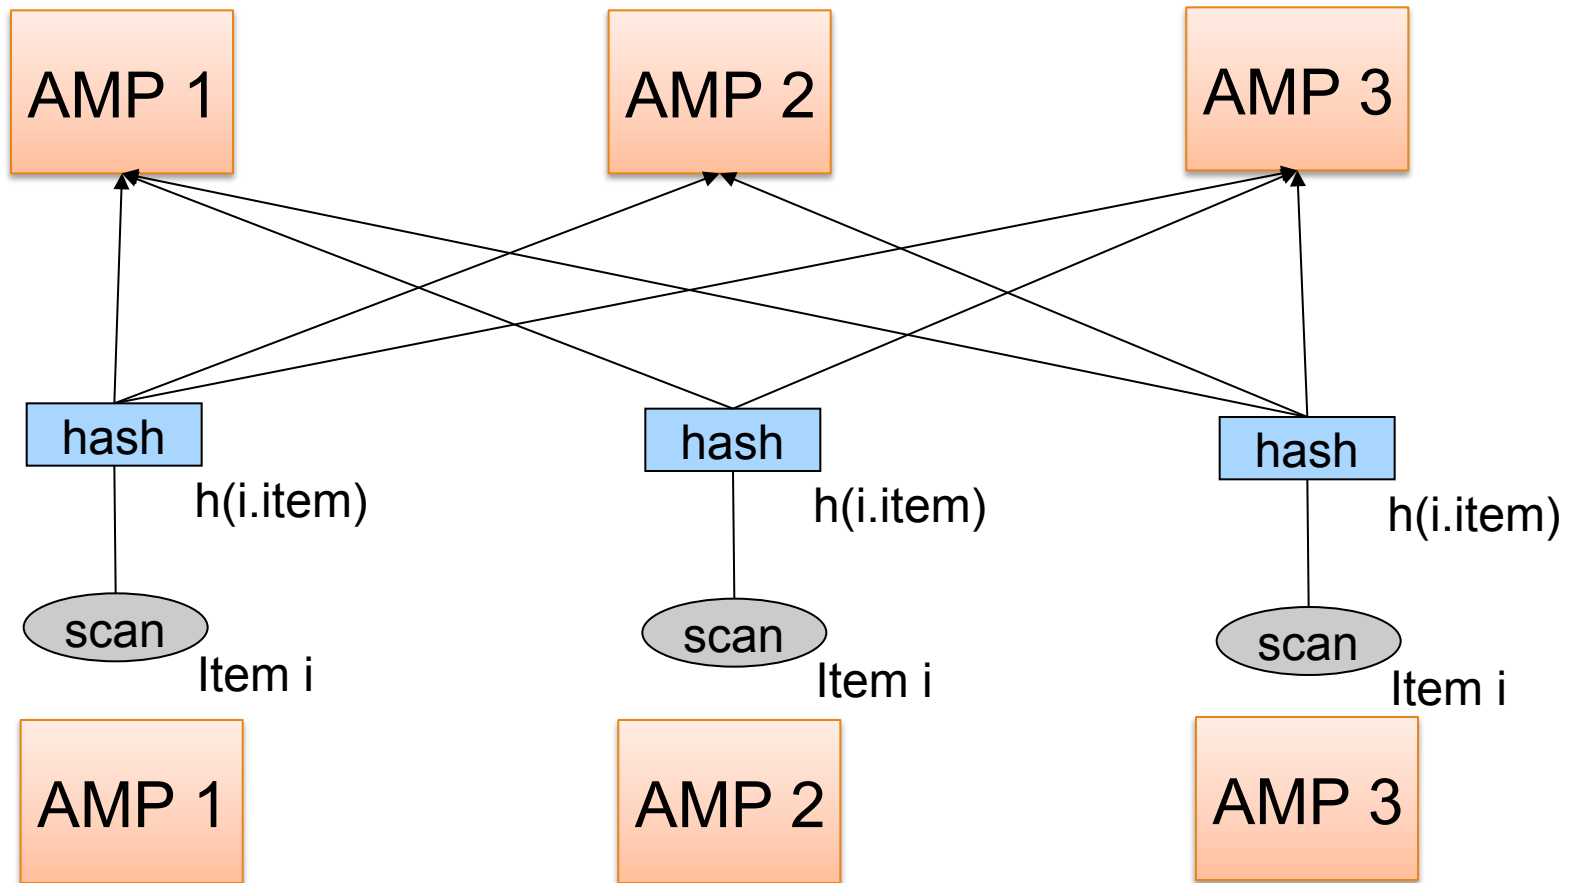 AMP 1
AMP 2
AMP 3
hash
hash
hash
h(i.item)
h(i.item)
h(i.item)
scan
scan
scan
Item i
Item i
Item i
AMP 1
AMP 2
AMP 3